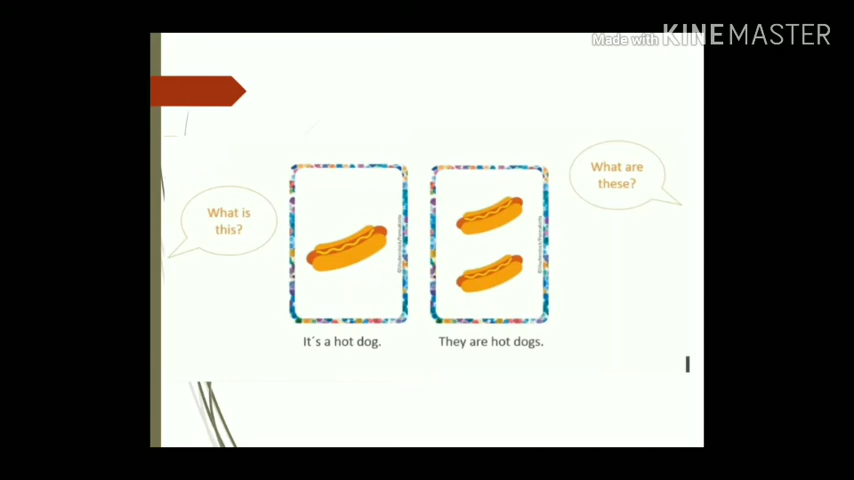 Made with KINEMASTER
What are
these?
What is
this?
It´s a hot dog.
They are hot dogs.